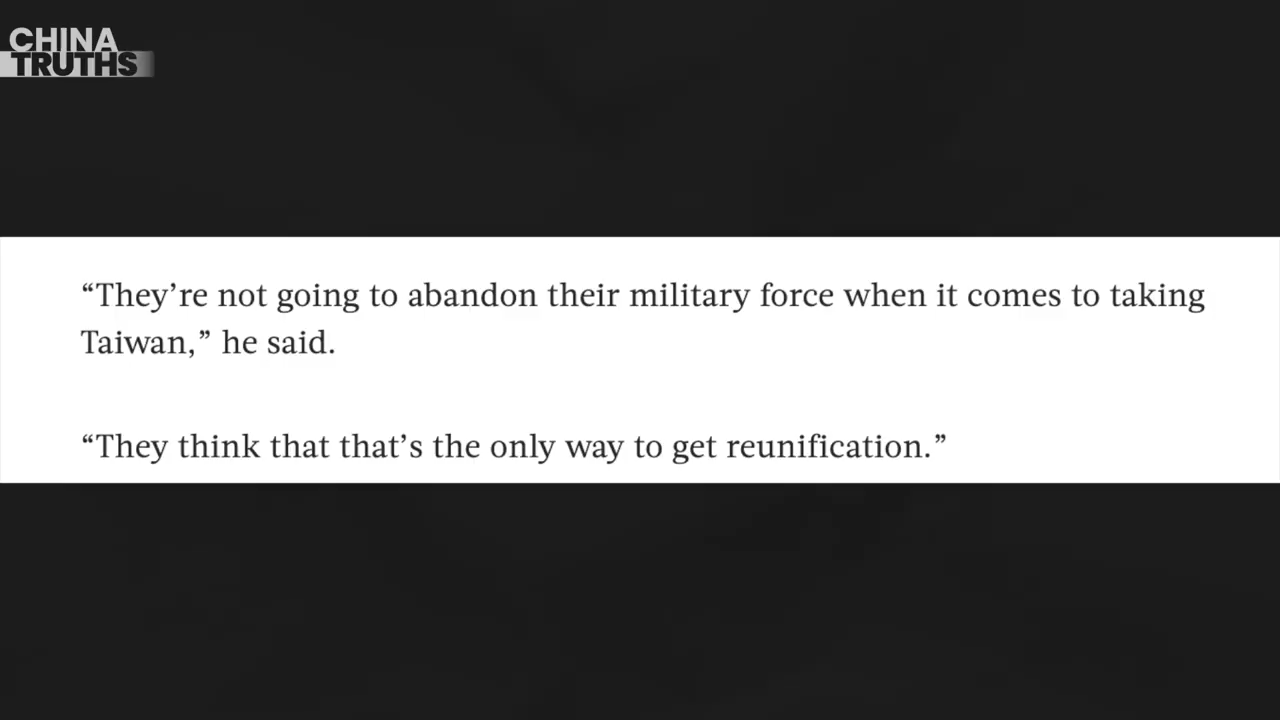 CHINA
TRUTHS
“They’re not going to abandon their military force when it comes to taking
Taiwan,” he said.
“They think that that’s the only way to get reunification.”